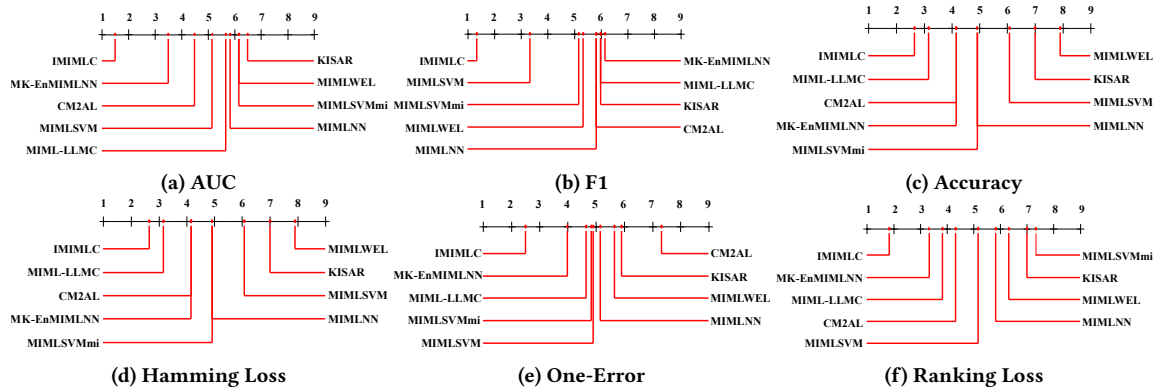 1 2 3 4 5 6 7 8 9
IMIMLC
MK-EnMIMLNN
CM2AL
MIMLSVM
MIML-LLMC
KISAR
MIMLWEL
MIMLSVMmi
MIMLNN
(a) AUC
1 2 3 4 5 6 7 8 9
IMIMLC
MIMLSVM
MIMLSVMmi
MIMLWEL
MIMLNN
MK-EnMIMLNN
MIML-LLMC
KISAR
CM2AL
(b) F1
1 2 3 4 5 6 7 8 9
IMIMLC
MIML-LLMC
CM2AL
MK-EnMIMLNN
MIMLSVMmi
MIMLWEL
KISAR
MIMLSVM
MIMLNN
(c) Accuracy
1 2 3 4 5 6 7 8 9
IMIMLC
MIML-LLMC
CM2AL
MK-EnMIMLNN
MIMLSVMmi
MIMLWEL
KISAR
MIMLSVM
MIMLNN
(d) Hamming Loss
1 2 3 4 5 6 7 8 9
IMIMLC
MK-EnMIMLNN
MIML-LLMC
MIMLSVMmi
MIMLSVM
CM2AL
KISAR
MIMLWEL
MIMLNN
(e) One-Error
1 2 3 4 5 6 7 8 9
IMIMLC
MK-EnMIMLNN
MIML-LLMC
CM2AL
MIMLSVM
MIMLSVMmi
KISAR
MIMLWEL
MIMLNN
(f) Ranking Loss